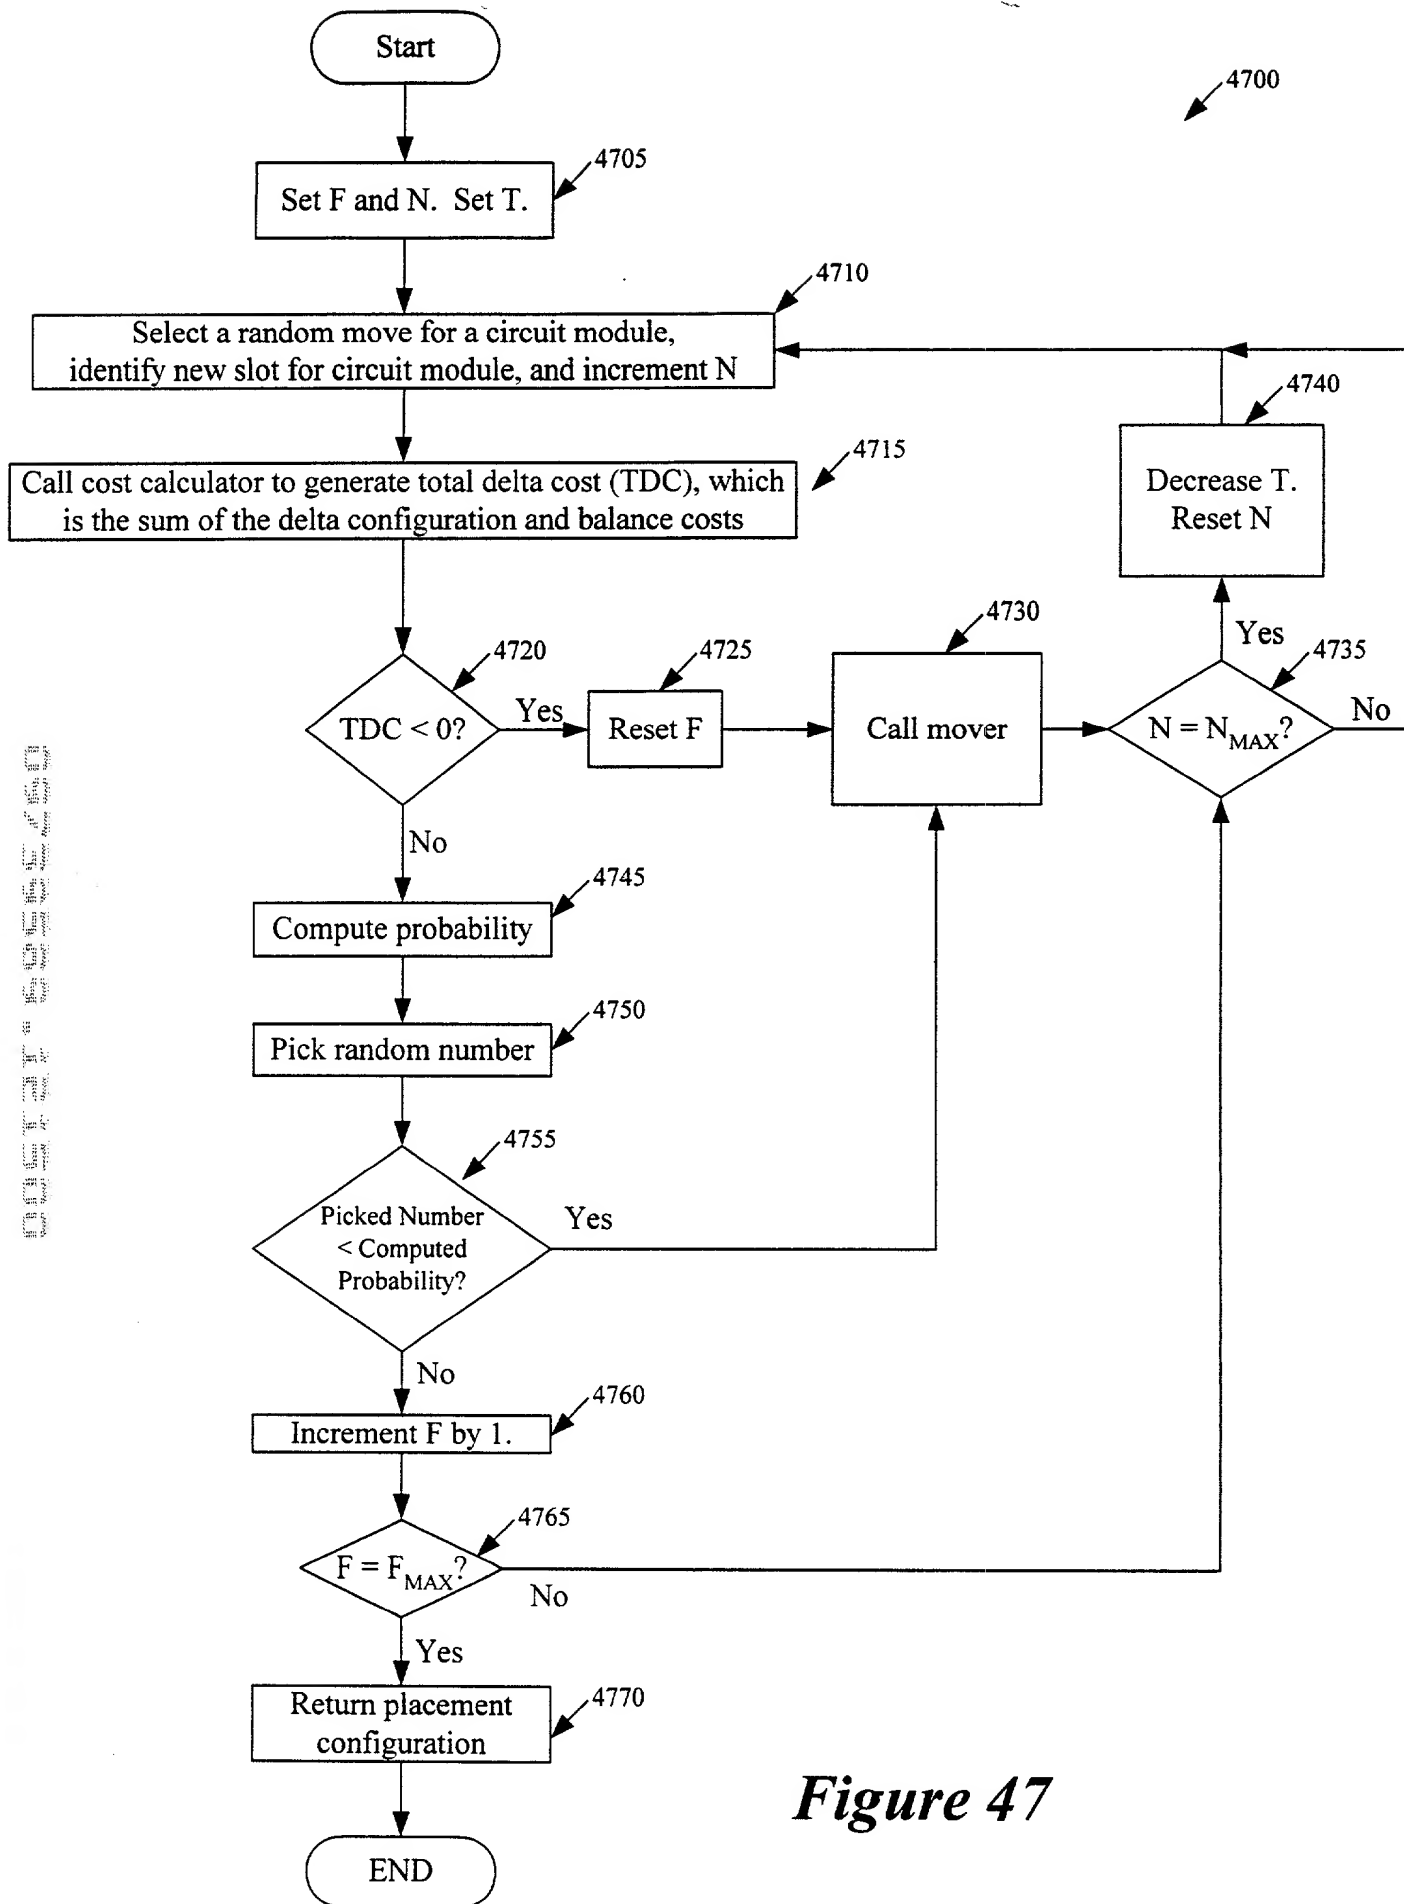 Start
4700
4705
Set F and N. Set T.
4710
Select a random move for a circuit module,
identify new slot for circuit module, and increment N
4740
Decrease T.
Reset N
4715
Call cost calculator to generate total delta cost (TDC), which
is the sum of the delta configuration and balance costs
4720
TDC < 0?
Yes
4725
Reset F
4730
Call mover
Yes
4735
N = NMAX?
No
No
4745
Compute probability
4750
Pick random number
4755
Picked Number
< Computed
Probability?
Yes
No
4760
Increment F by 1.
4765
F = FMAX?
No
Yes
4770
Return placement
configuration
END
Figure 47